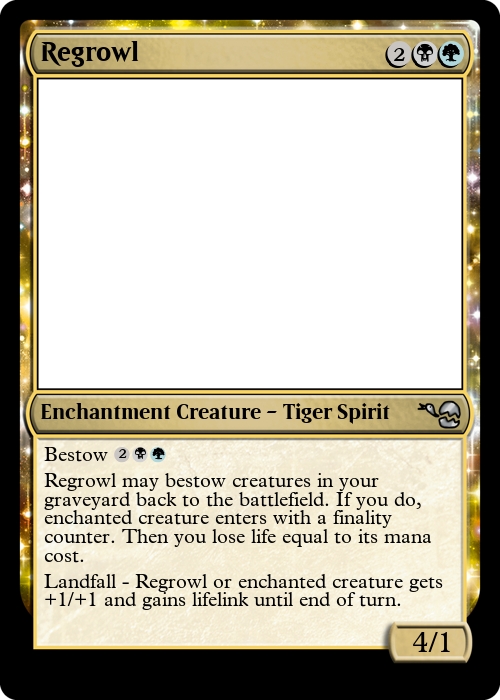 Regrowl 2
Enchantment Creature – Tiger Spirit
Bestow 2
Regrowl may bestow creatures in your
graveyard back to the battlefield. If you do,
enchanted creature enters with a finality
counter. Then you lose life equal to its mana
cost.
Landfall - Regrowl or enchanted creature gets
+1/+1 and gains lifelink until end of turn.
4/1